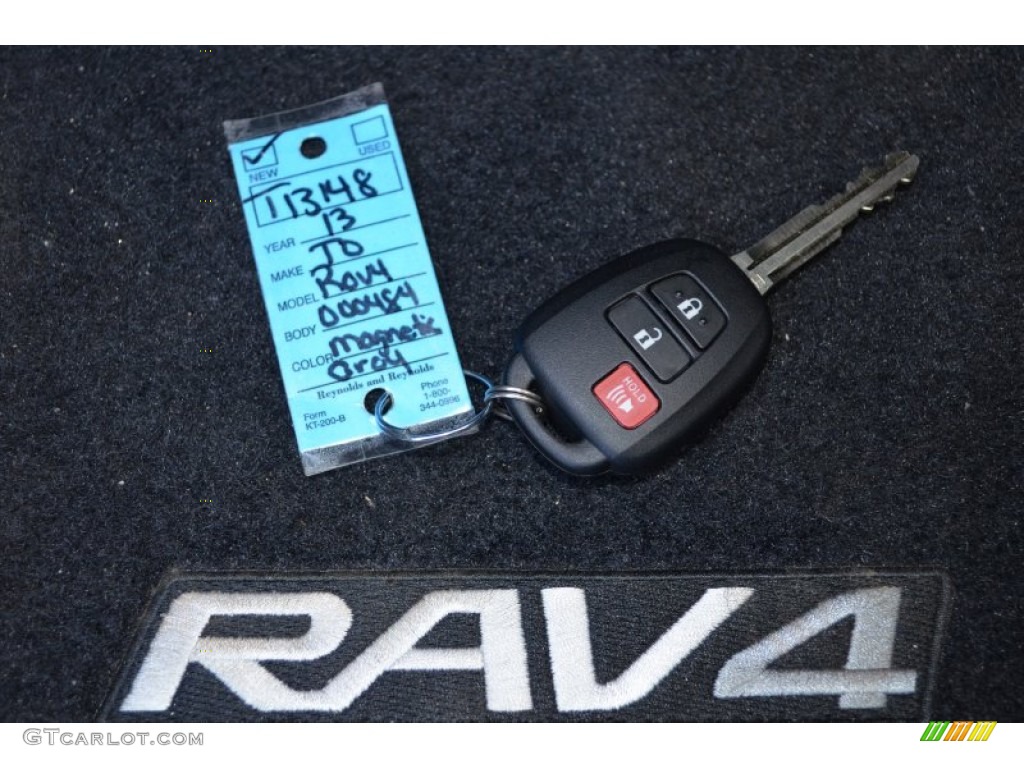 NEW USED
T13148
YEAR 13
MAKE TO
MODEL Rav4
BODY D00484
COLOR magnetic
Gray
Reynolds and Reynolds
Form
KT-200-B
Phone
1-800-
344-0996
HOLD
RAV4
GTCARLOT.COM